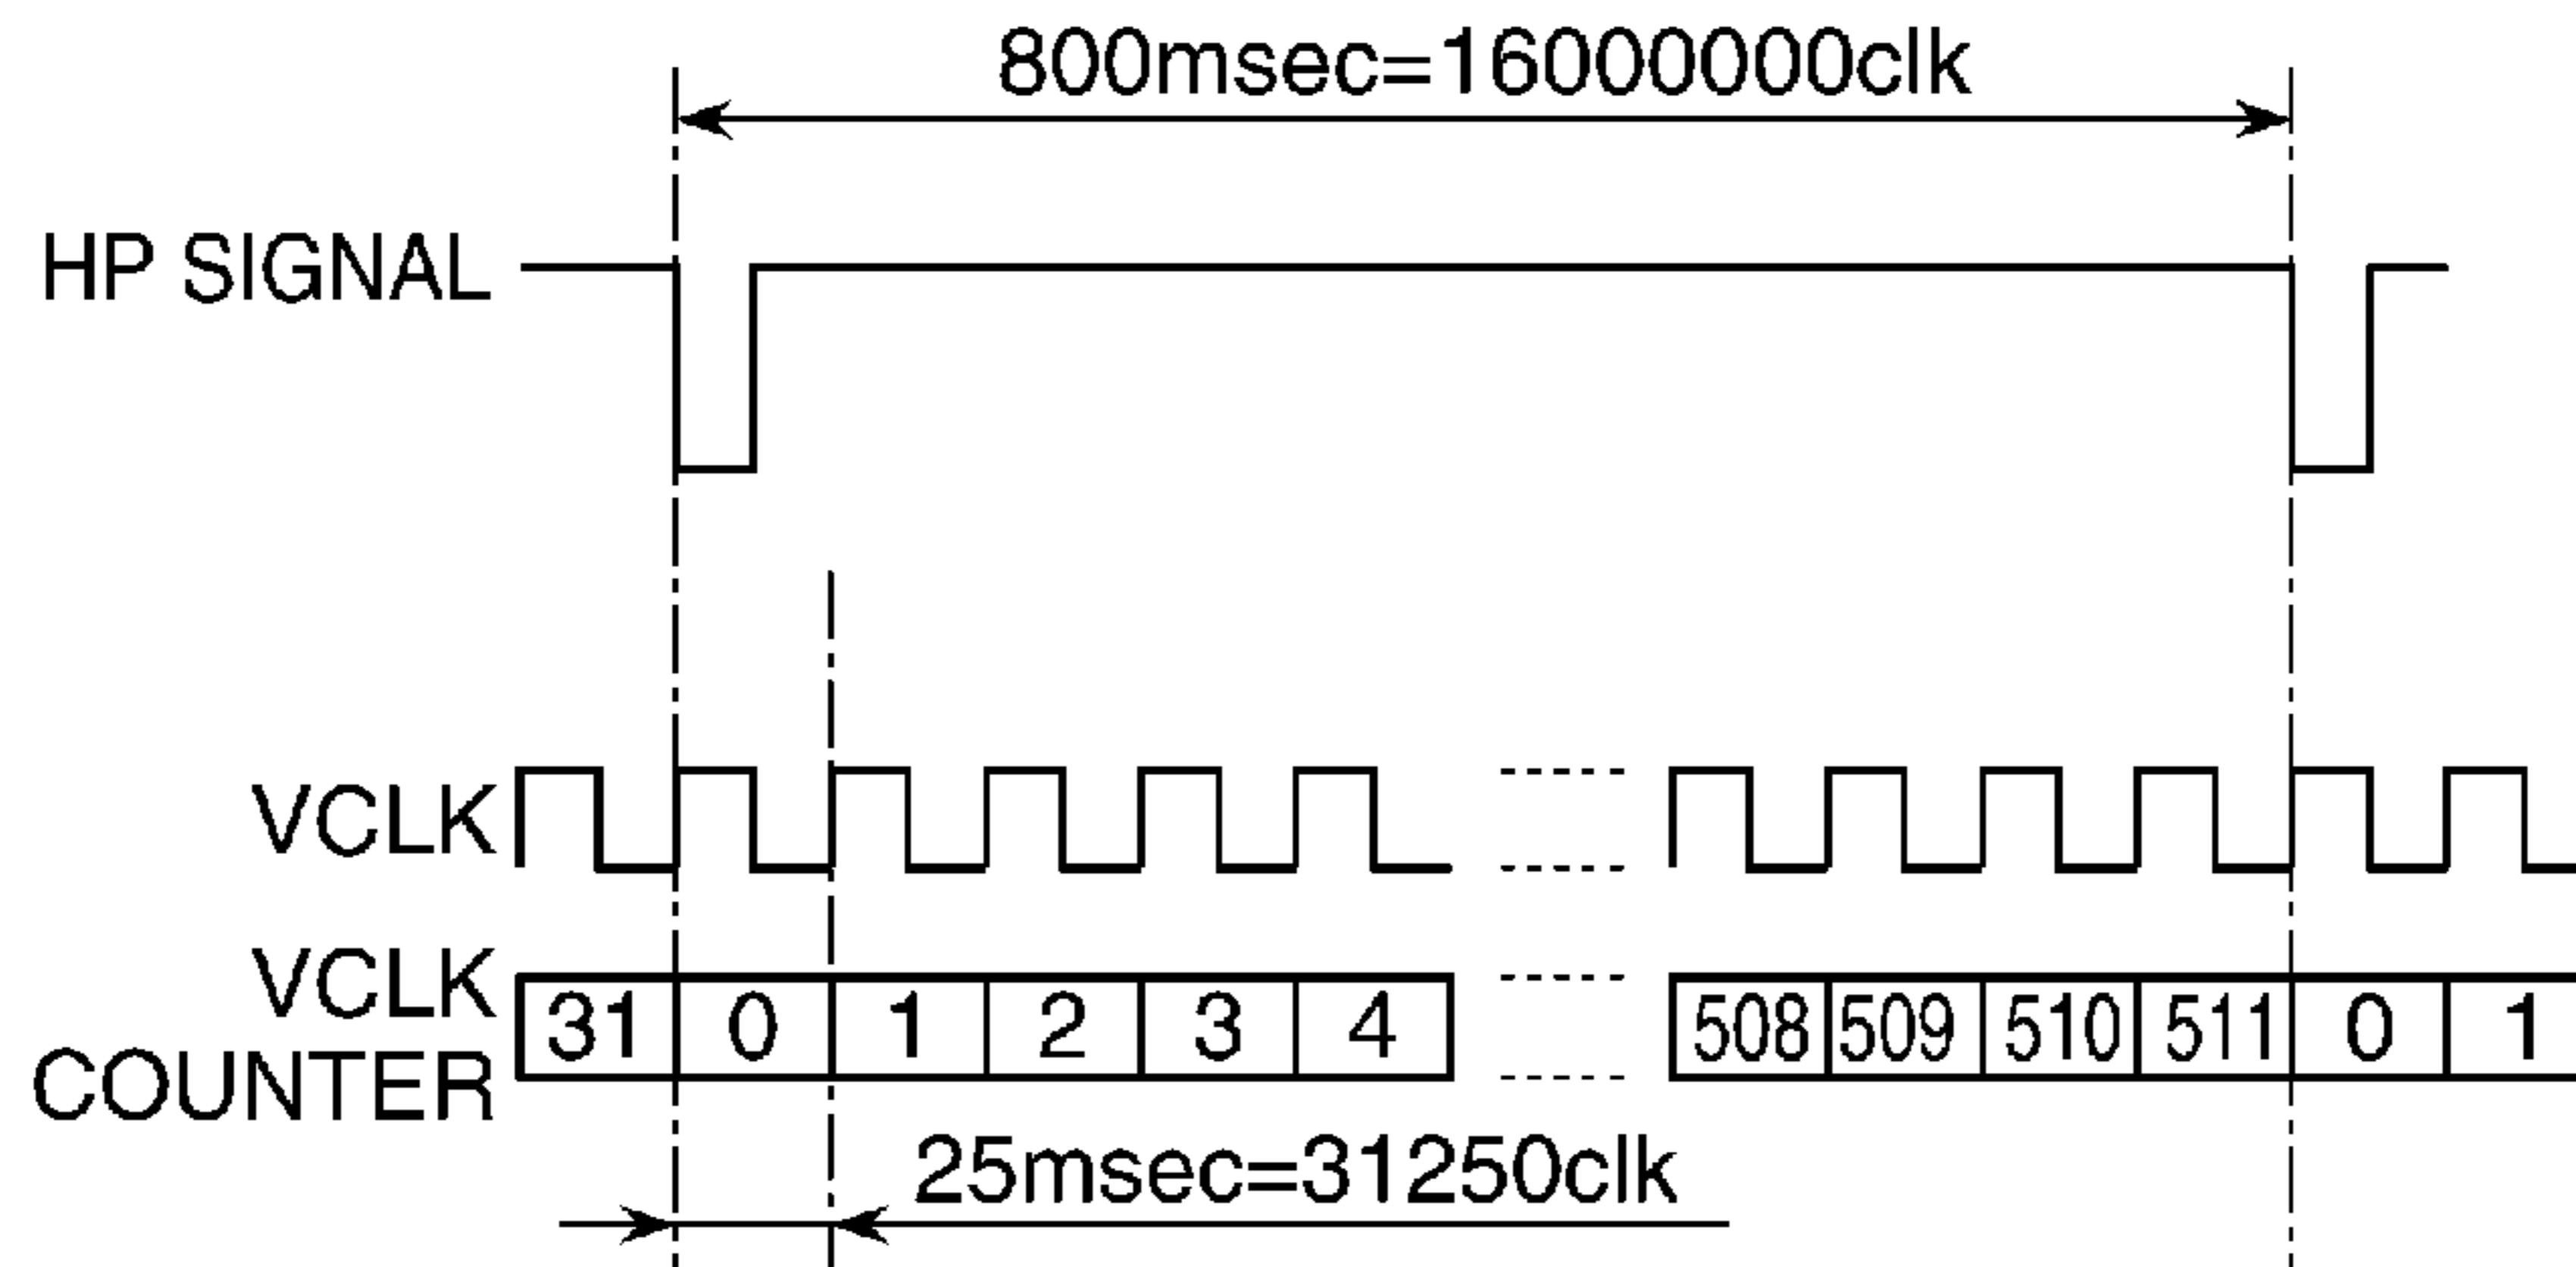 800msec=16000000clk
HP SIGNAL
VCLK
VCLK
COUNTER
31 0 1 2 3 4 508 509 510 511 0 1
25msec=31250clk